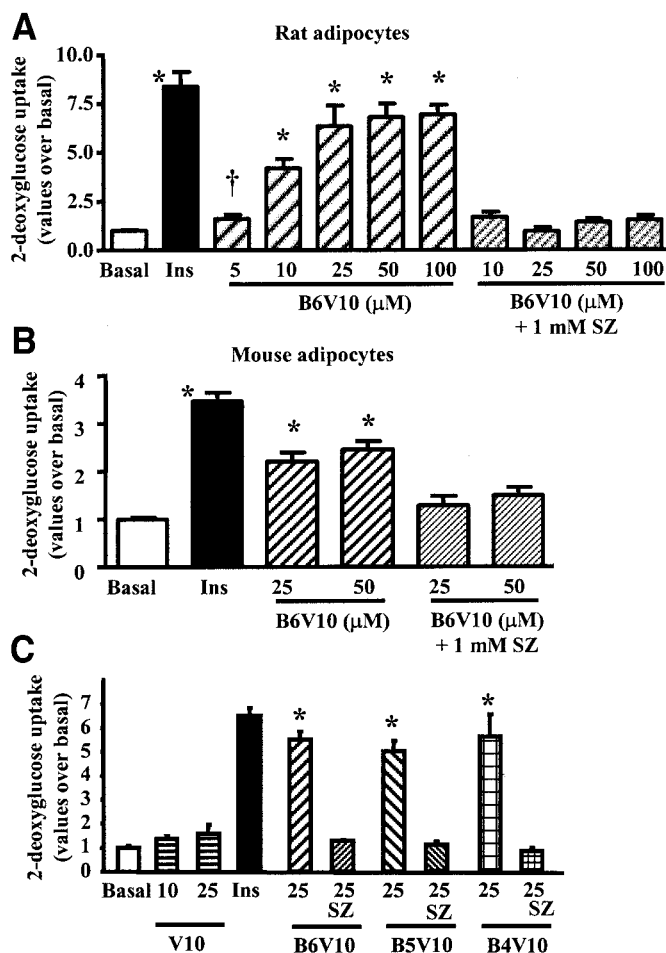 A
Rat adipocytes
2-deoxyglucose uptake
(values over basal)
10.0
7.5
5.0
2.5
0.0
*
†
*
*
*
*
Basal Ins 5 10 25 50 100 10 25 50 100
B6V10 (µM) B6V10 (µM)
+ 1 mM SZ
B
Mouse adipocytes
2-deoxyglucose uptake
(values over basal)
4
3
2
1
0
*
*
*
Basal Ins 25 50 25 50
B6V10 (µM) B6V10 (µM)
+ 1 mM SZ
C
2-deoxyglucose uptake
(values over basal)
7
6
5
4
3
2
1
0
*
*
*
Basal 10 25 Ins 25 25 25 25 25 25
SZ SZ SZ
V10 B6V10 B5V10 B4V10